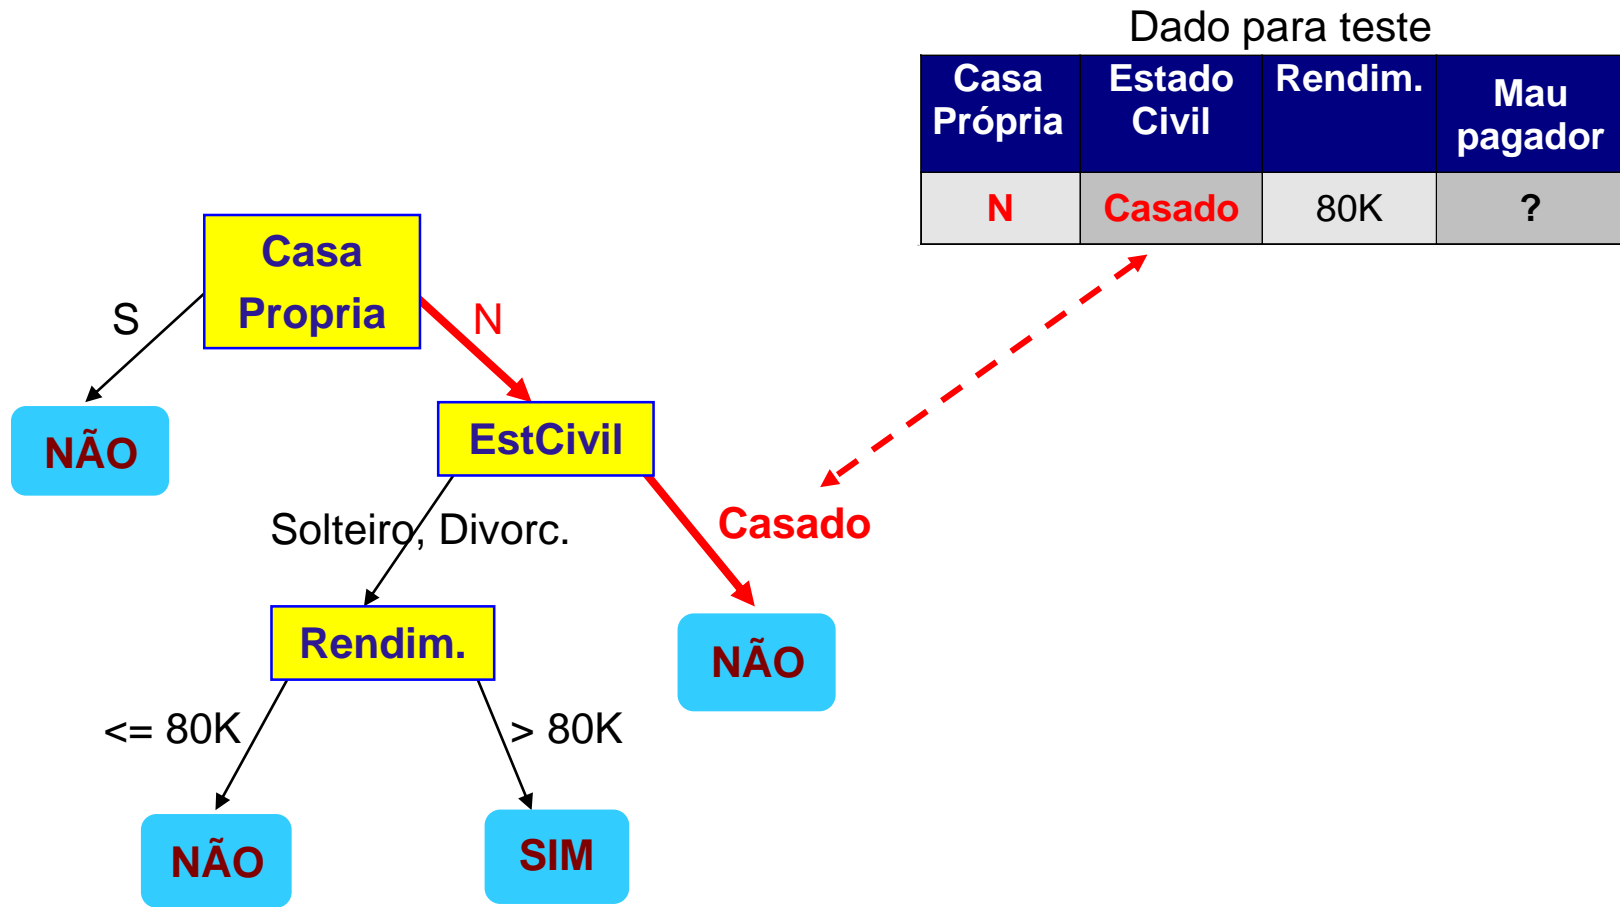 Dado para teste
Casa Própria
Estado Civil
Rendim.
Mau pagador
N
Casado
80K
?
Casa
Propria
S
N
NÃO
EstCivil
Solteiro, Divorc.
Casado
Rendim.
NÃO
<= 80K
> 80K
NÃO
SIM